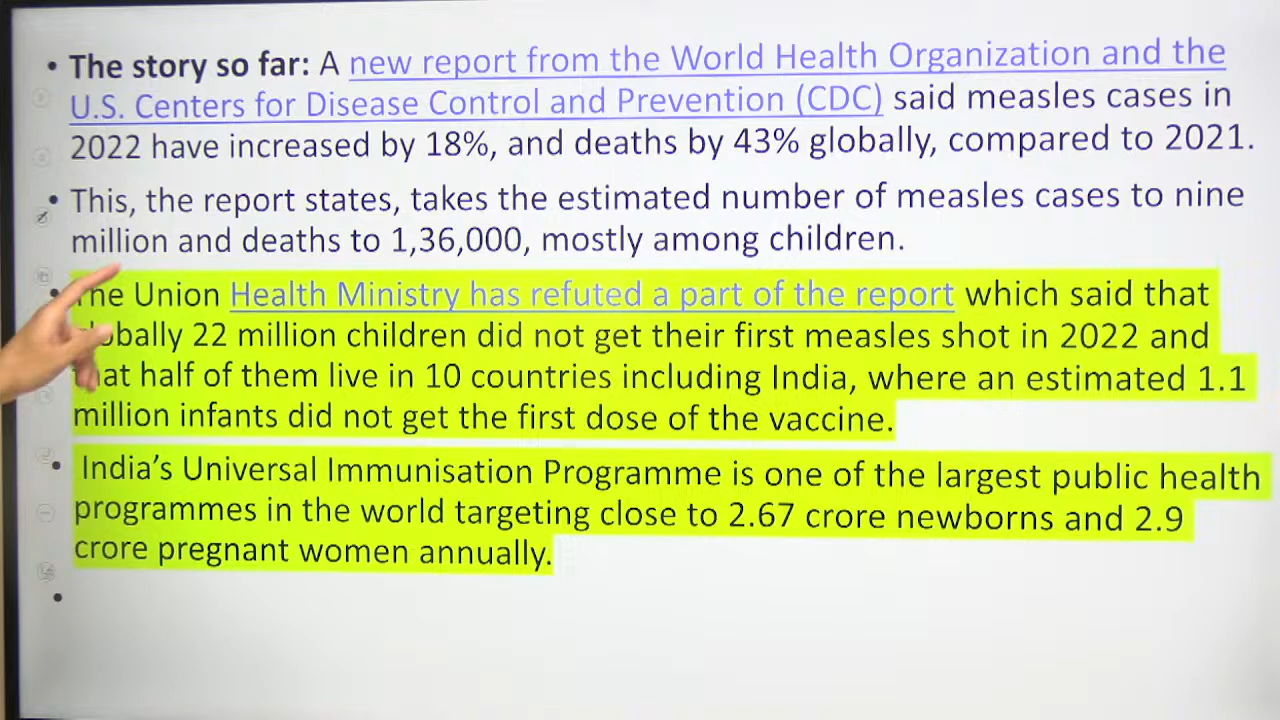 • The story so far: A new report from the World Health Organization and the
U.S. Centers for Disease Control and Prevention (CDC) said measles cases in
2022 have increased by 18%, and deaths by 43% globally, compared to 2021.
• This, the report states, takes the estimated number of measles cases to nine
million and deaths to 1,36,000, mostly among children.
• The Union Health Ministry has refuted a part of the report which said that
globally 22 million children did not get their first measles shot in 2022 and
that half of them live in 10 countries including India, where an estimated 1.1
million infants did not get the first dose of the vaccine.
• India’s Universal Immunisation Programme is one of the largest public health
programmes in the world targeting close to 2.67 crore newborns and 2.9
crore pregnant women annually.
•